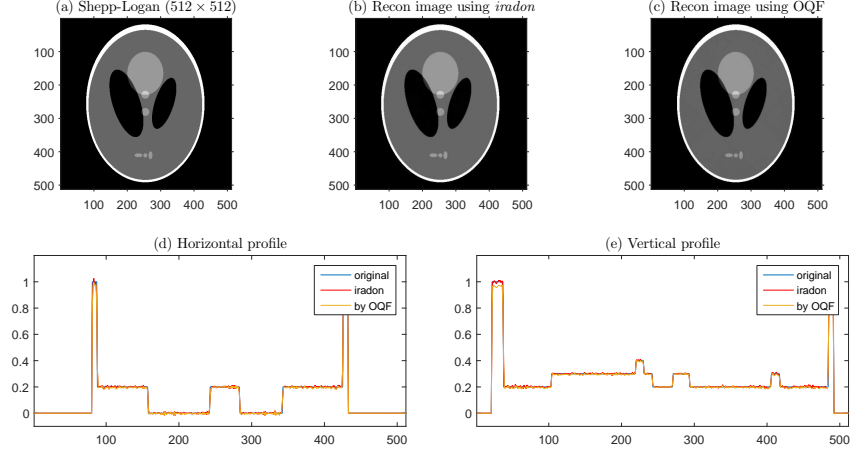 (a) Shepp-Logan (512 × 512)
100
200
300
400
500
100 200 300 400 500
(b) Recon image using iradon
100
200
300
400
500
100 200 300 400 500
(c) Recon image using OQF
100
200
300
400
500
100 200 300 400 500
(d) Horizontal profile
1
0.8
0.6
0.4
0.2
0
100 200 300 400 500
original
iradon
by OQF
(e) Vertical profile
1
0.8
0.6
0.4
0.2
0
100 200 300 400 500
original
iradon
by OQF